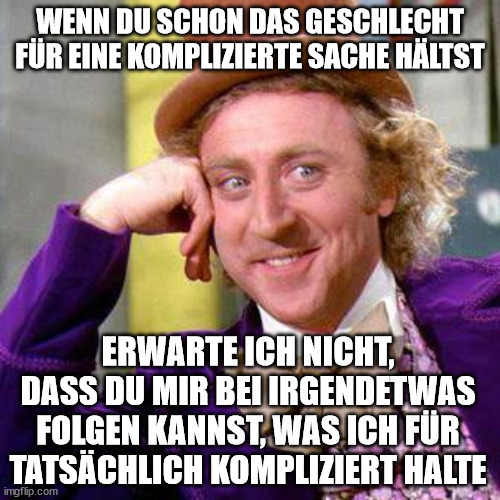 WENN DU SCHON DAS GESCHLECHT
FÜR EINE KOMPLIZIERTE SACHE HÄLTST
ERWARTE ICH NICHT,
DASS DU MIR BEI IRGENDETWAS
FOLGEN KANNST, WAS ICH FÜR
TATSÄCHLICH KOMPLIZIERT HALTE
imgflip.com